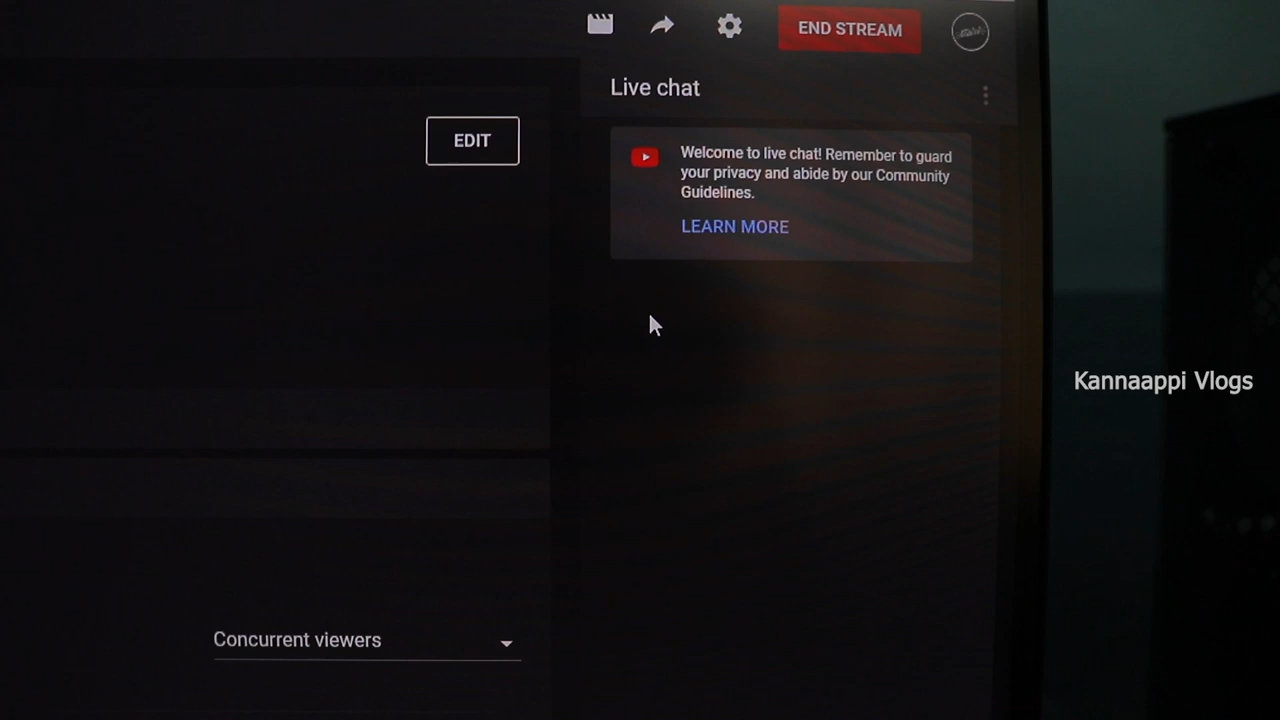 END STREAM
Live chat
EDIT
Welcome to live chat! Remember to guard
your privacy and abide by our Community
Guidelines.
LEARN MORE
Kannaappi Vlogs
Concurrent viewers